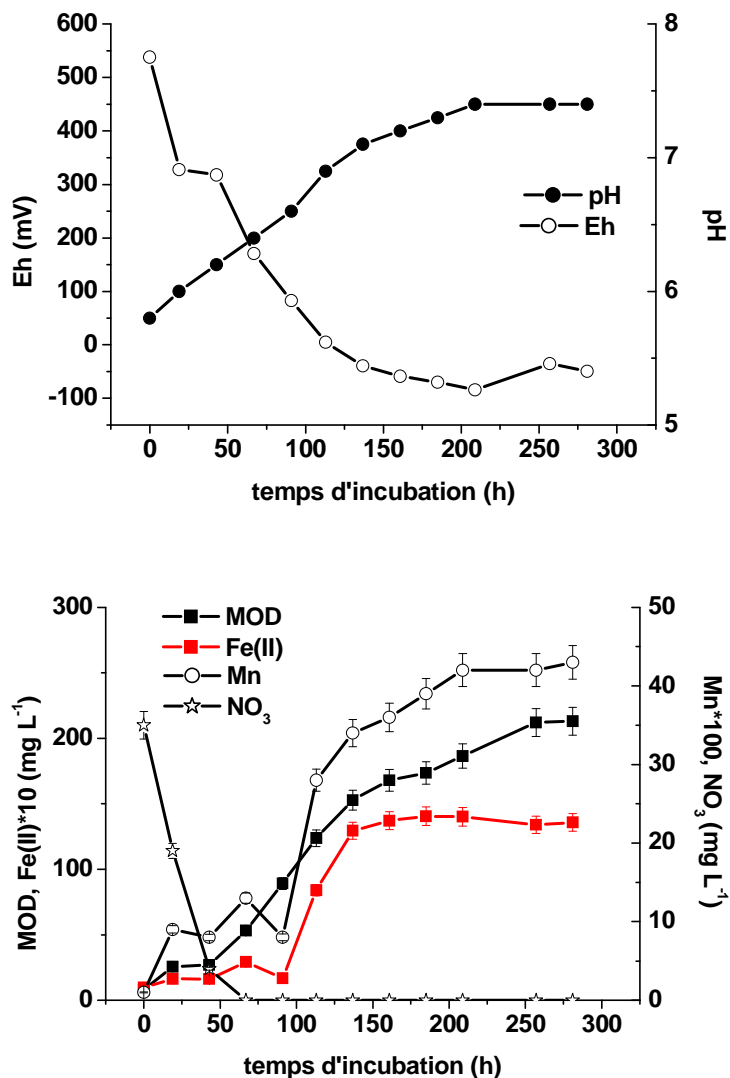 600
500
400
300
200
100
0
-100
Eh (mV)
8
7
6
5
pH
pH
Eh
0 50 100 150 200 250 300
temps d'incubation (h)
300
200
100
0
MOD, Fe(II)*10 (mg L⁻¹)
MOD
Fe(II)
Mn
NO₃
50
40
30
20
10
0
Mn*100, NO₃ (mg L⁻¹)
0 50 100 150 200 250 300
temps d'incubation (h)